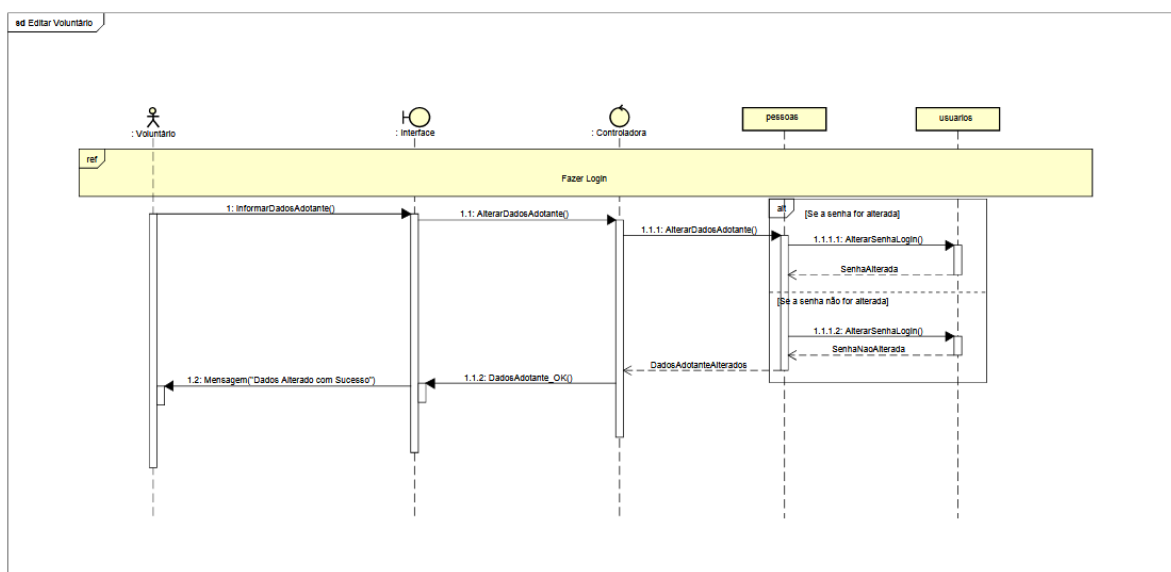 sd Editar Voluntário
: Voluntário
: Interface
: Controladora
pessoas
usuarios
ref
Fazer Login
alt
[Se a senha for alterada]
1: InformarDadosAdotante()
1.1: AlterarDadosAdotante()
1.1.1: AlterarDadosAdotante()
1.1.1.1: AlterarSenhaLogIn()
SenhaAlterada
[Se a senha não for alterada]
1.1.1.2: AlterarSenhaLogIn()
SenhaNaoAlterada
DadosAdotanteAlterados
1.1.2: DadosAdotante_OK()
1.2: Mensagem("Dados Alterado com Sucesso")